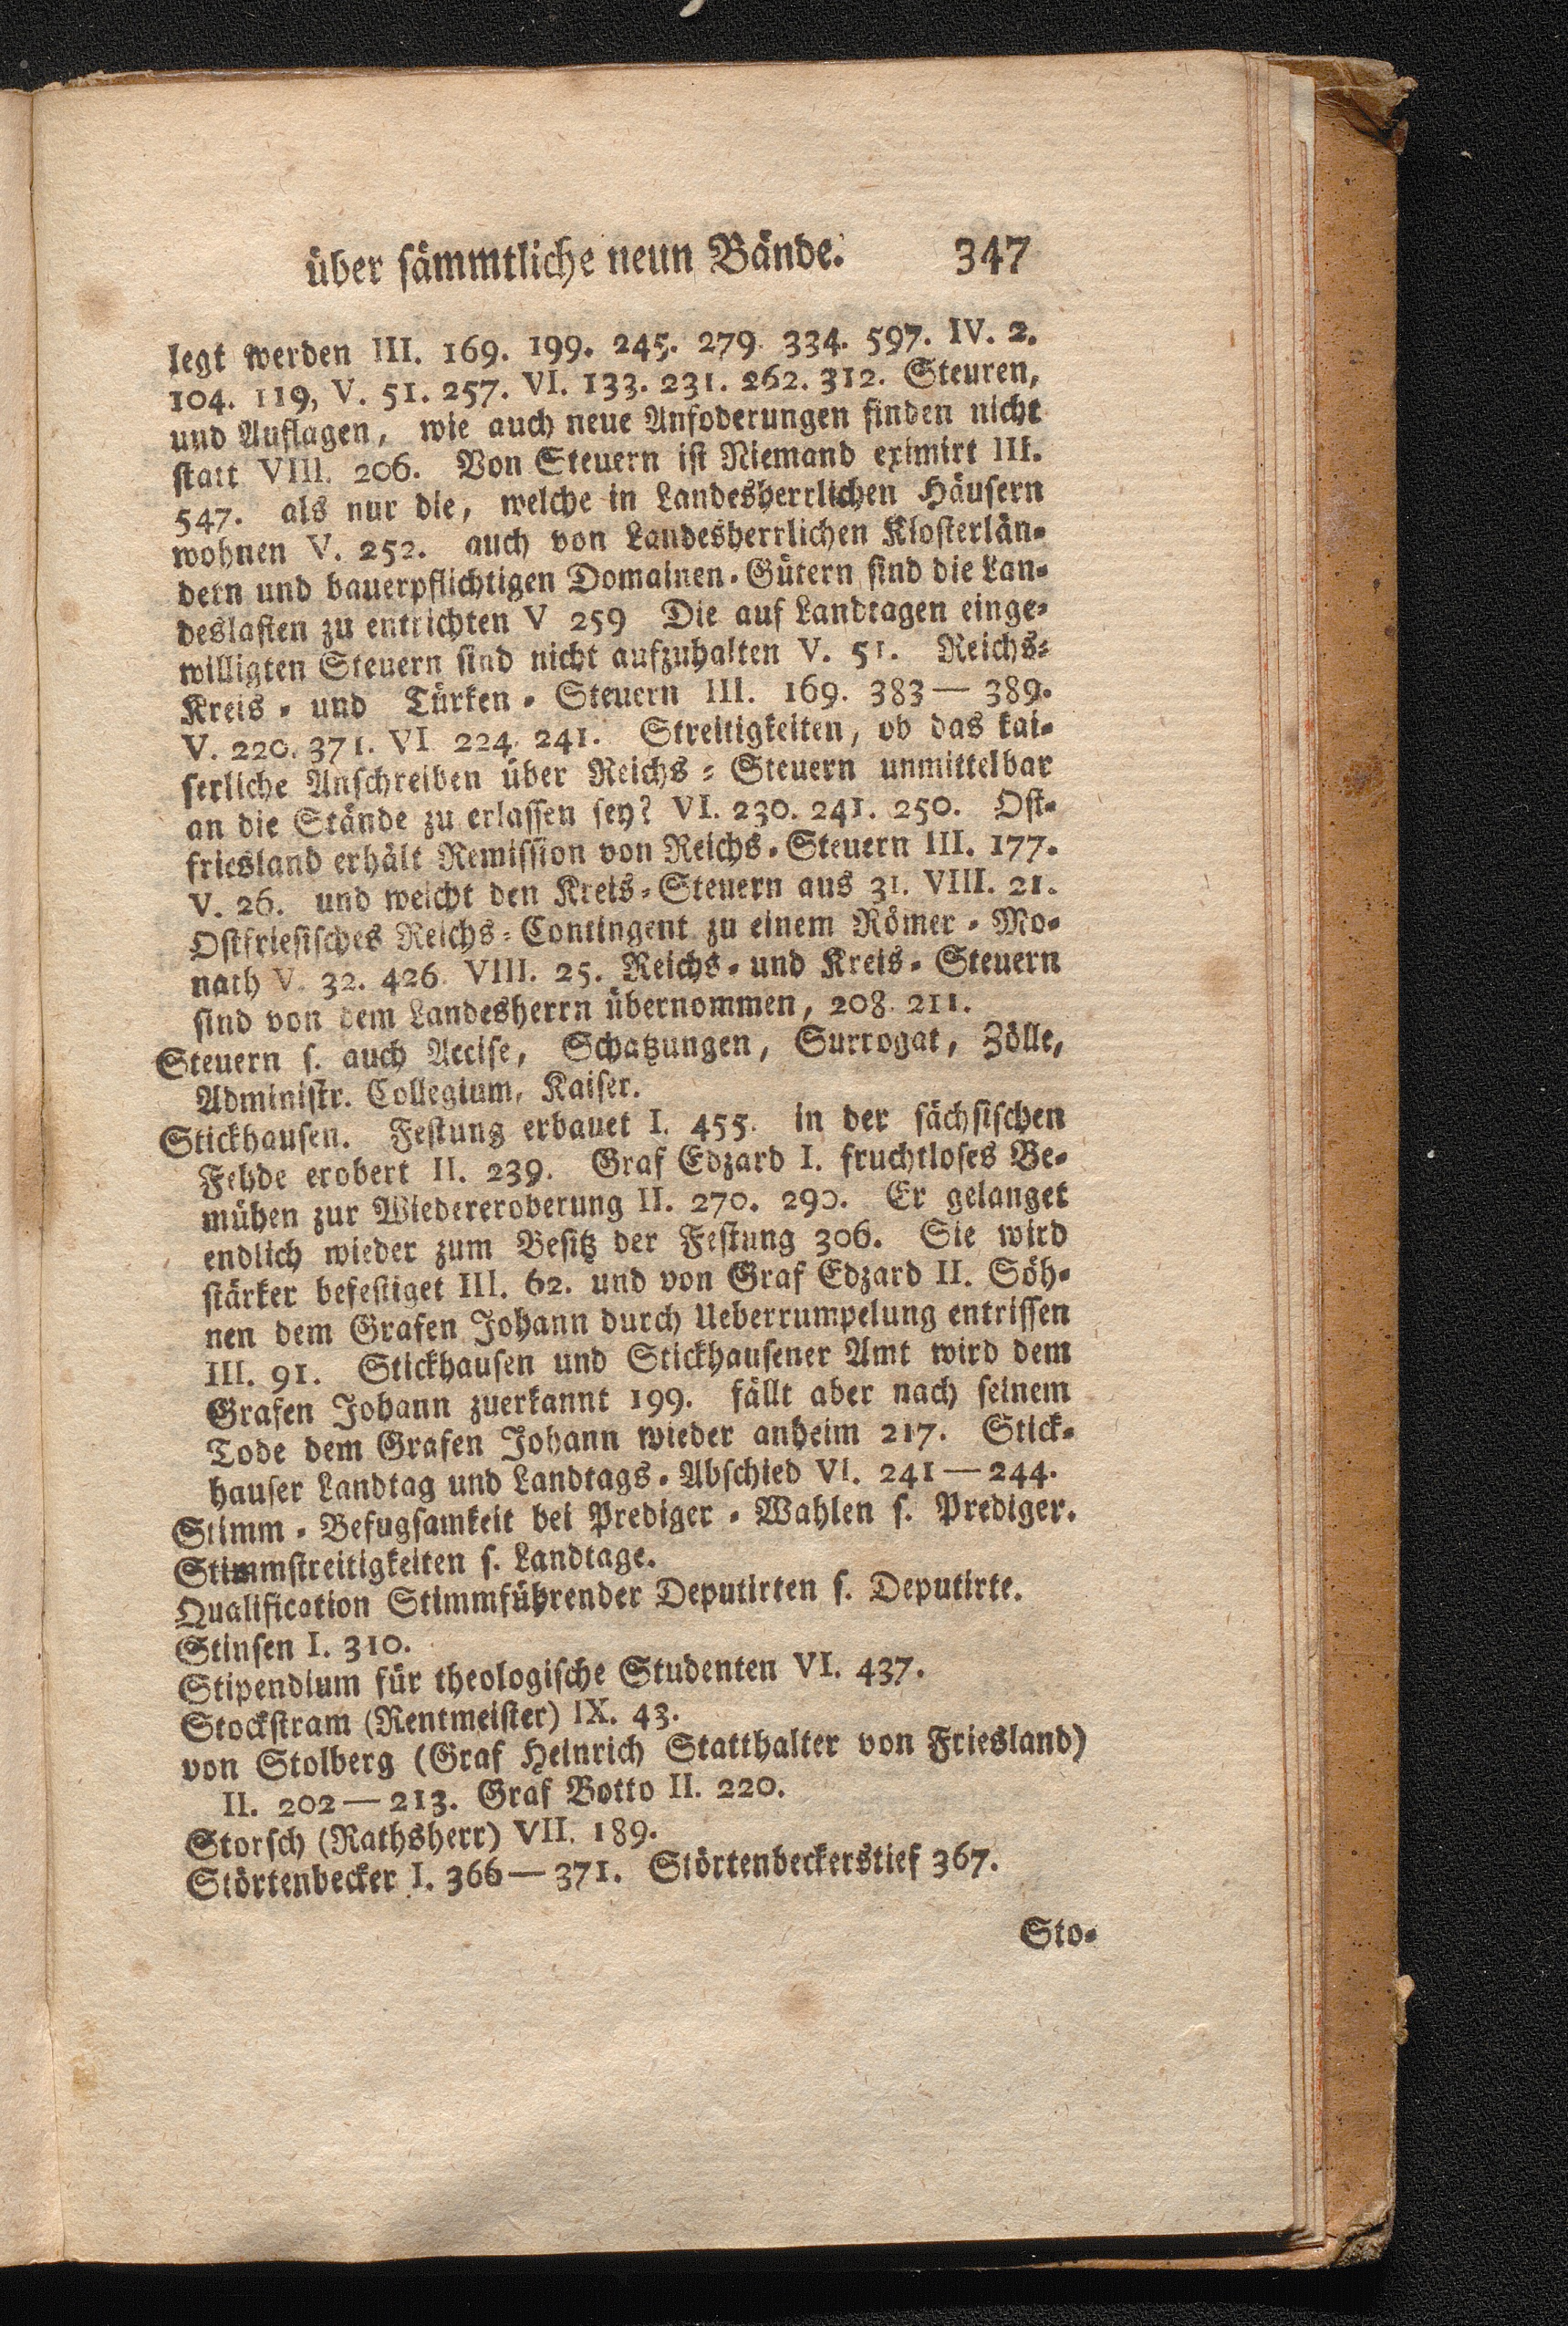 über sämmtliche neun Bände. 347
legt werden III. 169. 199. 245. 279. 334. 597. IV. 2.
104. 119, V. 51. 257. VI. 133. 231. 262. 312. Steuren,
und Auflagen, wie auch neue Anfoderungen finden nicht
statt VIII. 206. Von Steuern ist Niemand eximirt III.
547. als nur die, welche in Landesherrlichen Häusern
wohnen V. 252. auch von Landesherrlichen Klosterlän-
dern und bauerpflichtigen Domainen-Gütern sind die Lan-
deslasten zu entrichten V 259 Die auf Landtagen einge-
willigten Steuern sind nicht aufzuhalten V. 51. Reichs-
Kreis- und Türken-Steuern III. 169. 383—389.
V. 220. 371. VI 224. 241. Streitigkeiten, ob das kai-
serliche Anschreiben über Reichs-Steuern unmittelbar
an die Stände zu erlassen sey? VI. 230. 241. 250. Ost-
friesland erhält Remission von Reichs-Steuern III. 177.
V. 26. und weicht den Kreis-Steuern aus 31. VIII. 21.
Ostfriesisches Reichs-Contingent zu einem Römer-Mo-
nath V. 32. 426. VIII. 25. Reichs- und Kreis-Steuern
sind von dem Landesherrn übernommen, 208. 211.
Steuern s. auch Accise, Schatzungen, Surrogat, Zölle,
Administr. Collegium, Kaiser.
Stickhausen. Festung erbauet I. 455. in der sächsischen
Fehde erobert II. 239. Graf Edzard I. fruchtloses Be-
mühen zur Wiedereroberung II. 270. 290. Er gelanget
endlich wieder zum Besitz der Festung 306. Sie wird
stärker befestiget III. 62. und von Graf Edzard II. Söh-
nen dem Grafen Johann durch Ueberrumpelung entrissen
III. 91. Stickhausen und Stickhausener Amt wird dem
Grafen Johann zuerkannt 199. fällt aber nach seinem
Tode dem Grafen Johann wieder anheim 217. Stick-
hauser Landtag und Landtags-Abschied VI. 241—244.
Stimm-Befugsamkeit bei Prediger-Wahlen s. Prediger.
Stimmstreitigkeiten s. Landtage.
Qualification Stimmführender Deputirten s. Deputirte.
Stinsen I. 310.
Stipendium für theologische Studenten VI. 437.
Stockstram (Rentmeister) IX. 43.
von Stolberg (Graf Heinrich Statthalter von Friesland)
II. 202—213. Graf Botto II. 220.
Storsch (Rathsherr) VII. 189.
Störtenbecker I. 366—371. Störtenbeckerstief 367.
Sto-